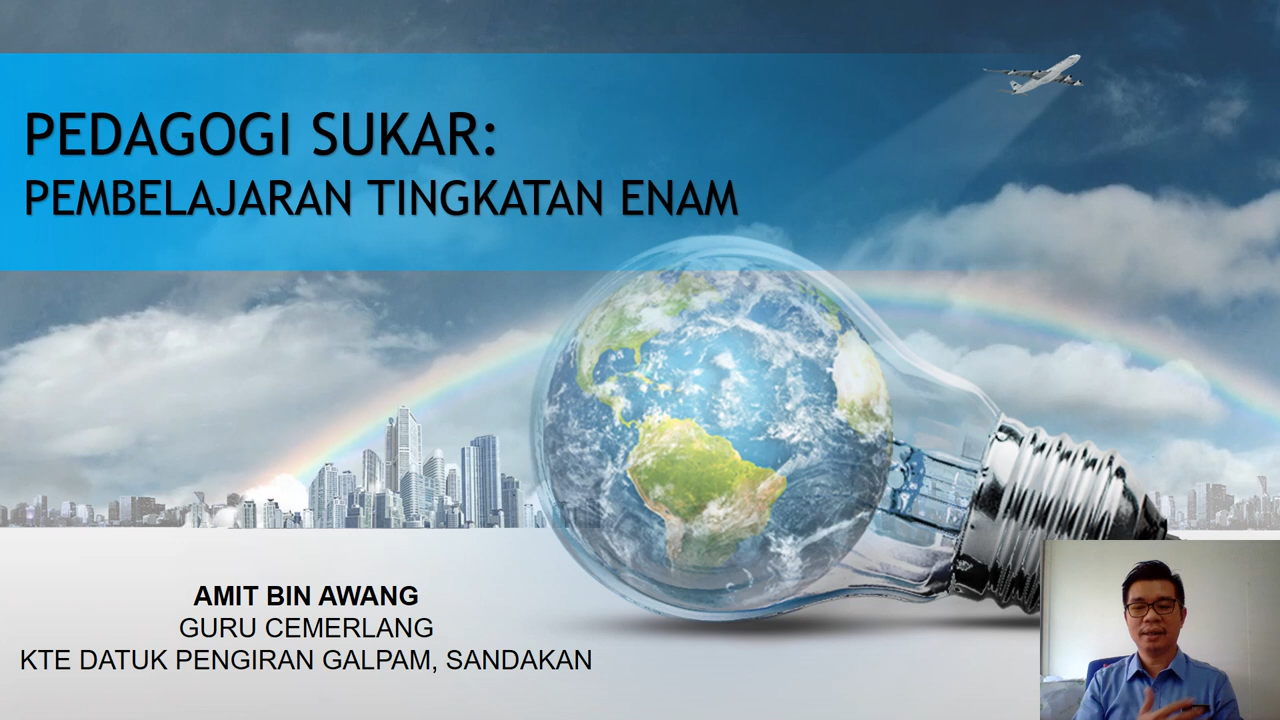 PEDAGOGI SUKAR:
PEMBELAJARAN TINGKATAN ENAM
AMIT BIN AWANG
GURU CEMERLANG
KTE DATUK PENGIRAN GALPAM, SANDAKAN